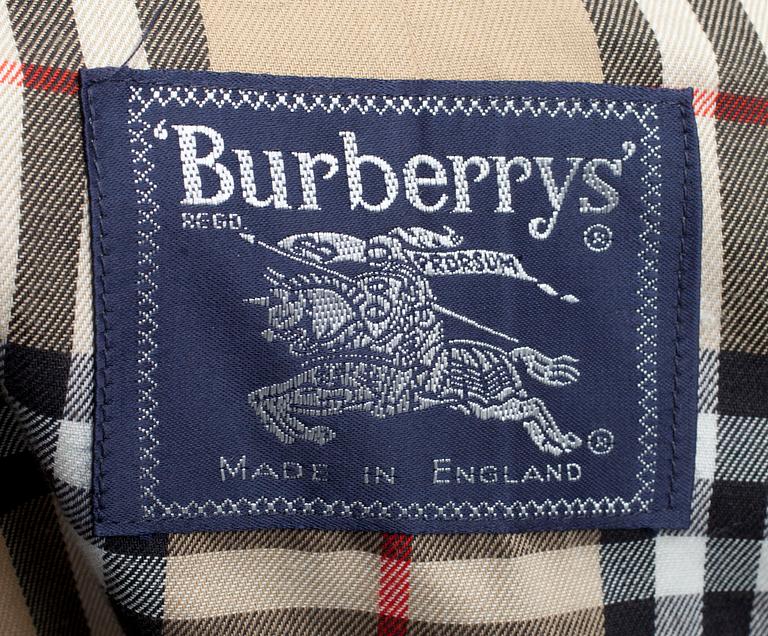 'Burberrys'
REGD. ®
PRORSUM
®
MADE IN ENGLAND